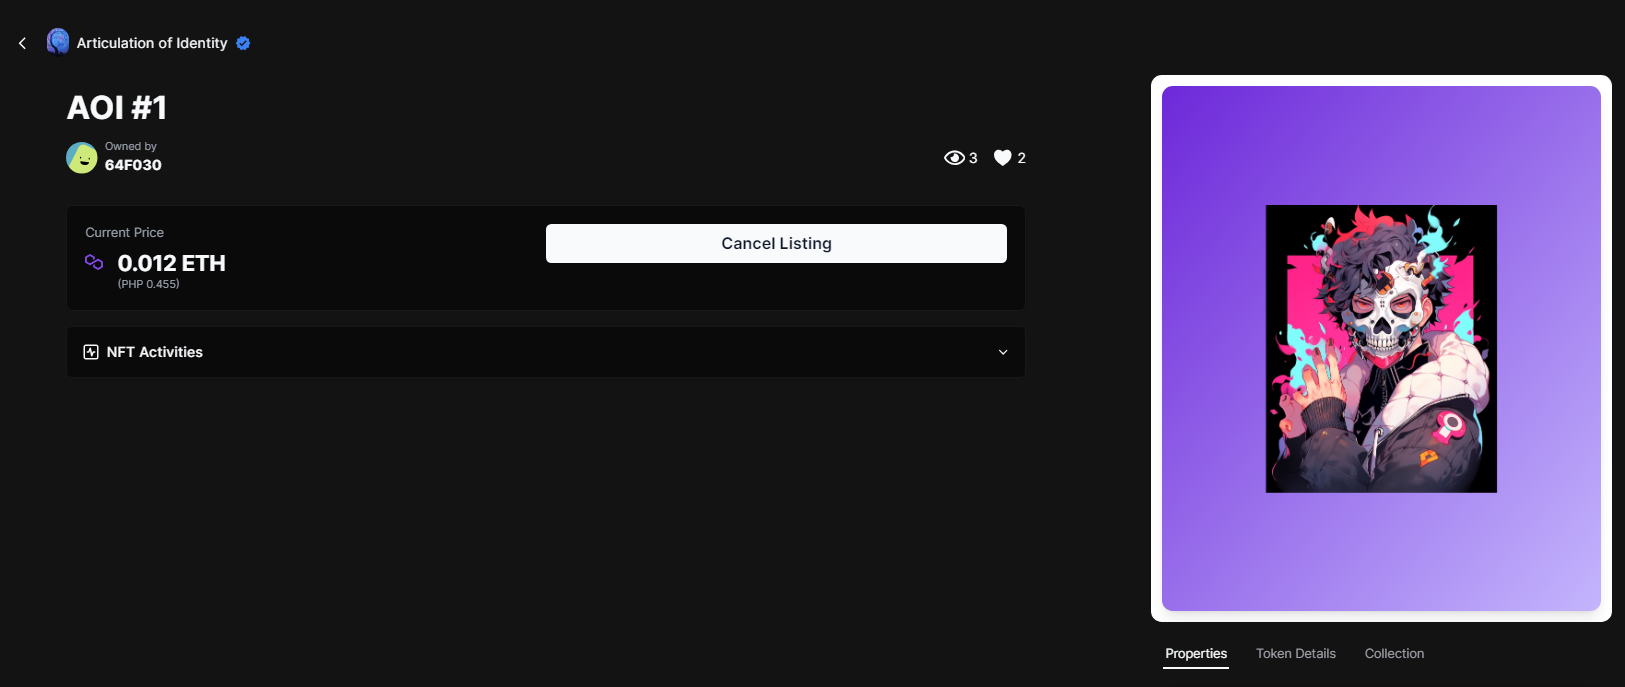 Articulation of Identity
AOI #1
Owned by
64F030
3
2
Current Price
0.012 ETH
(PHP 0.455)
Cancel Listing
NFT Activities
Properties
Token Details
Collection